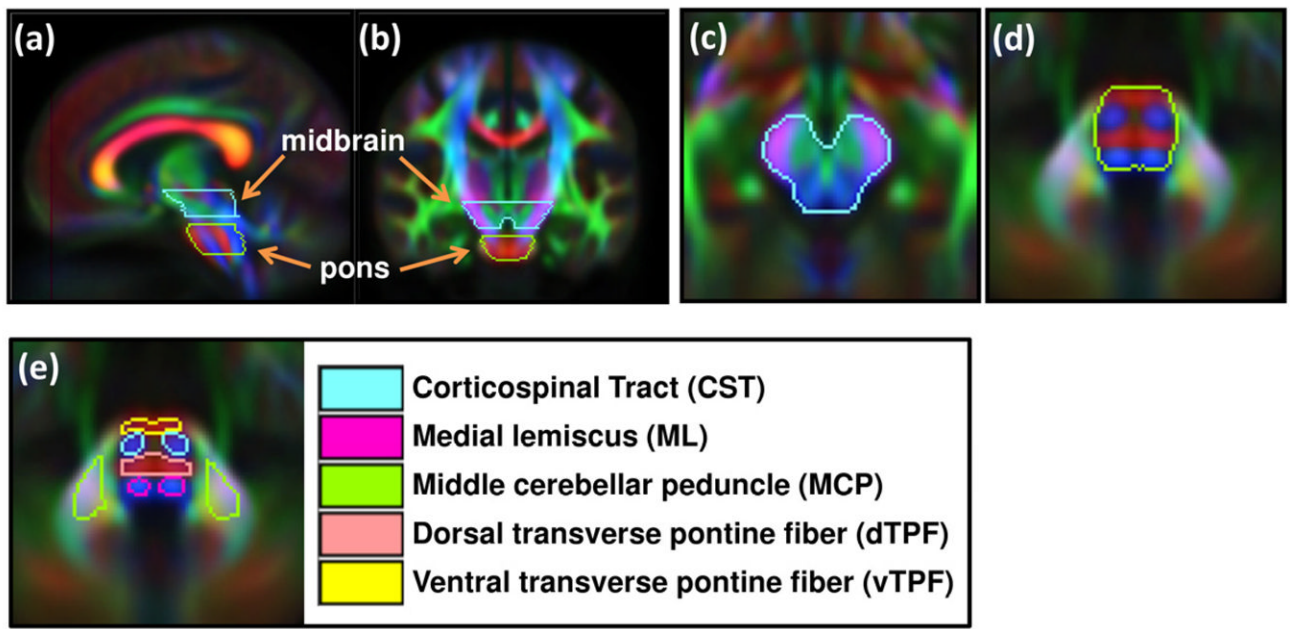 (a)
(b)
(c)
(d)
midbrain
pons
(e)
Corticospinal Tract (CST)
Medial lemiscus (ML)
Middle cerebellar peduncle (MCP)
Dorsal transverse pontine fiber (dTPF)
Ventral transverse pontine fiber (vTPF)